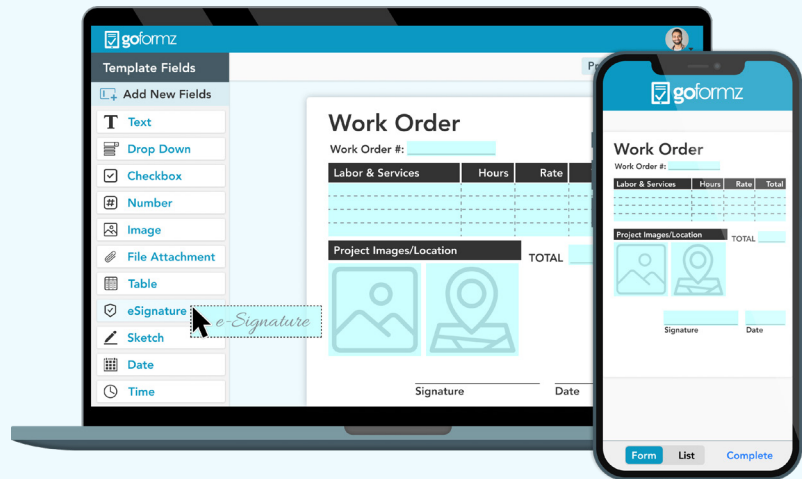 goformz
Template Fields
Add New Fields
Text
Drop Down
Checkbox
Number
Image
File Attachment
Table
eSignature
Sketch
Date
Time
e-Signature
Work Order
Work Order #:
Labor & Services Hours Rate
Project Images/Location
TOTAL
Signature Date
goformz
Work Order
Work Order #:
Labor & Services Hours Rate Total
Project Images/Location
TOTAL
Signature Date
Form List Complete